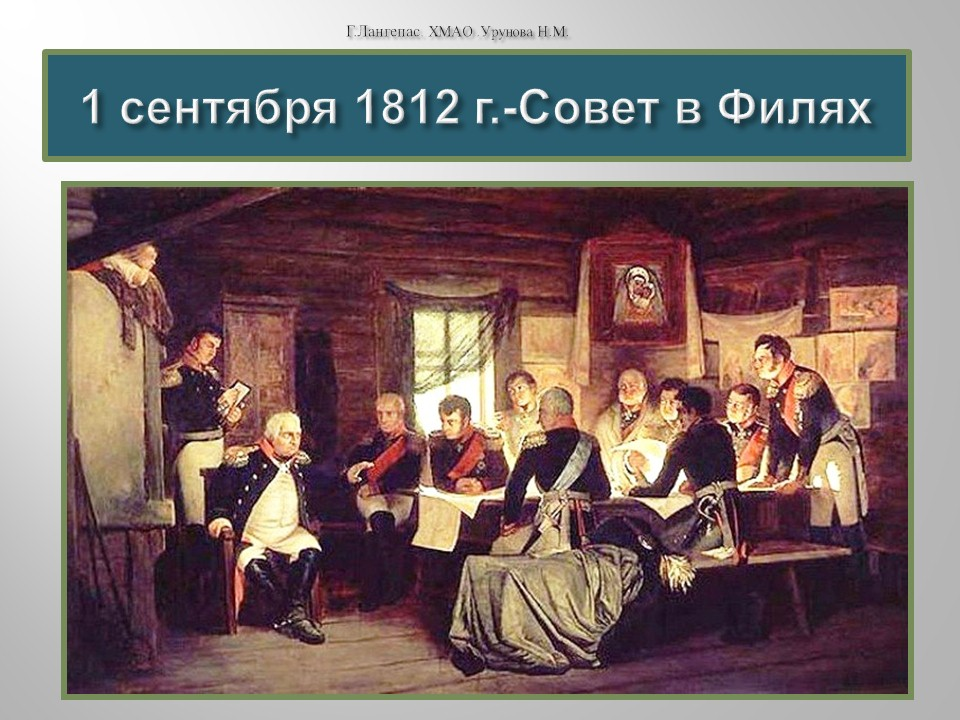 Г.Лангепас ХМАО Урунова Н.М.
1 сентября 1812 г.-Совет в Филях